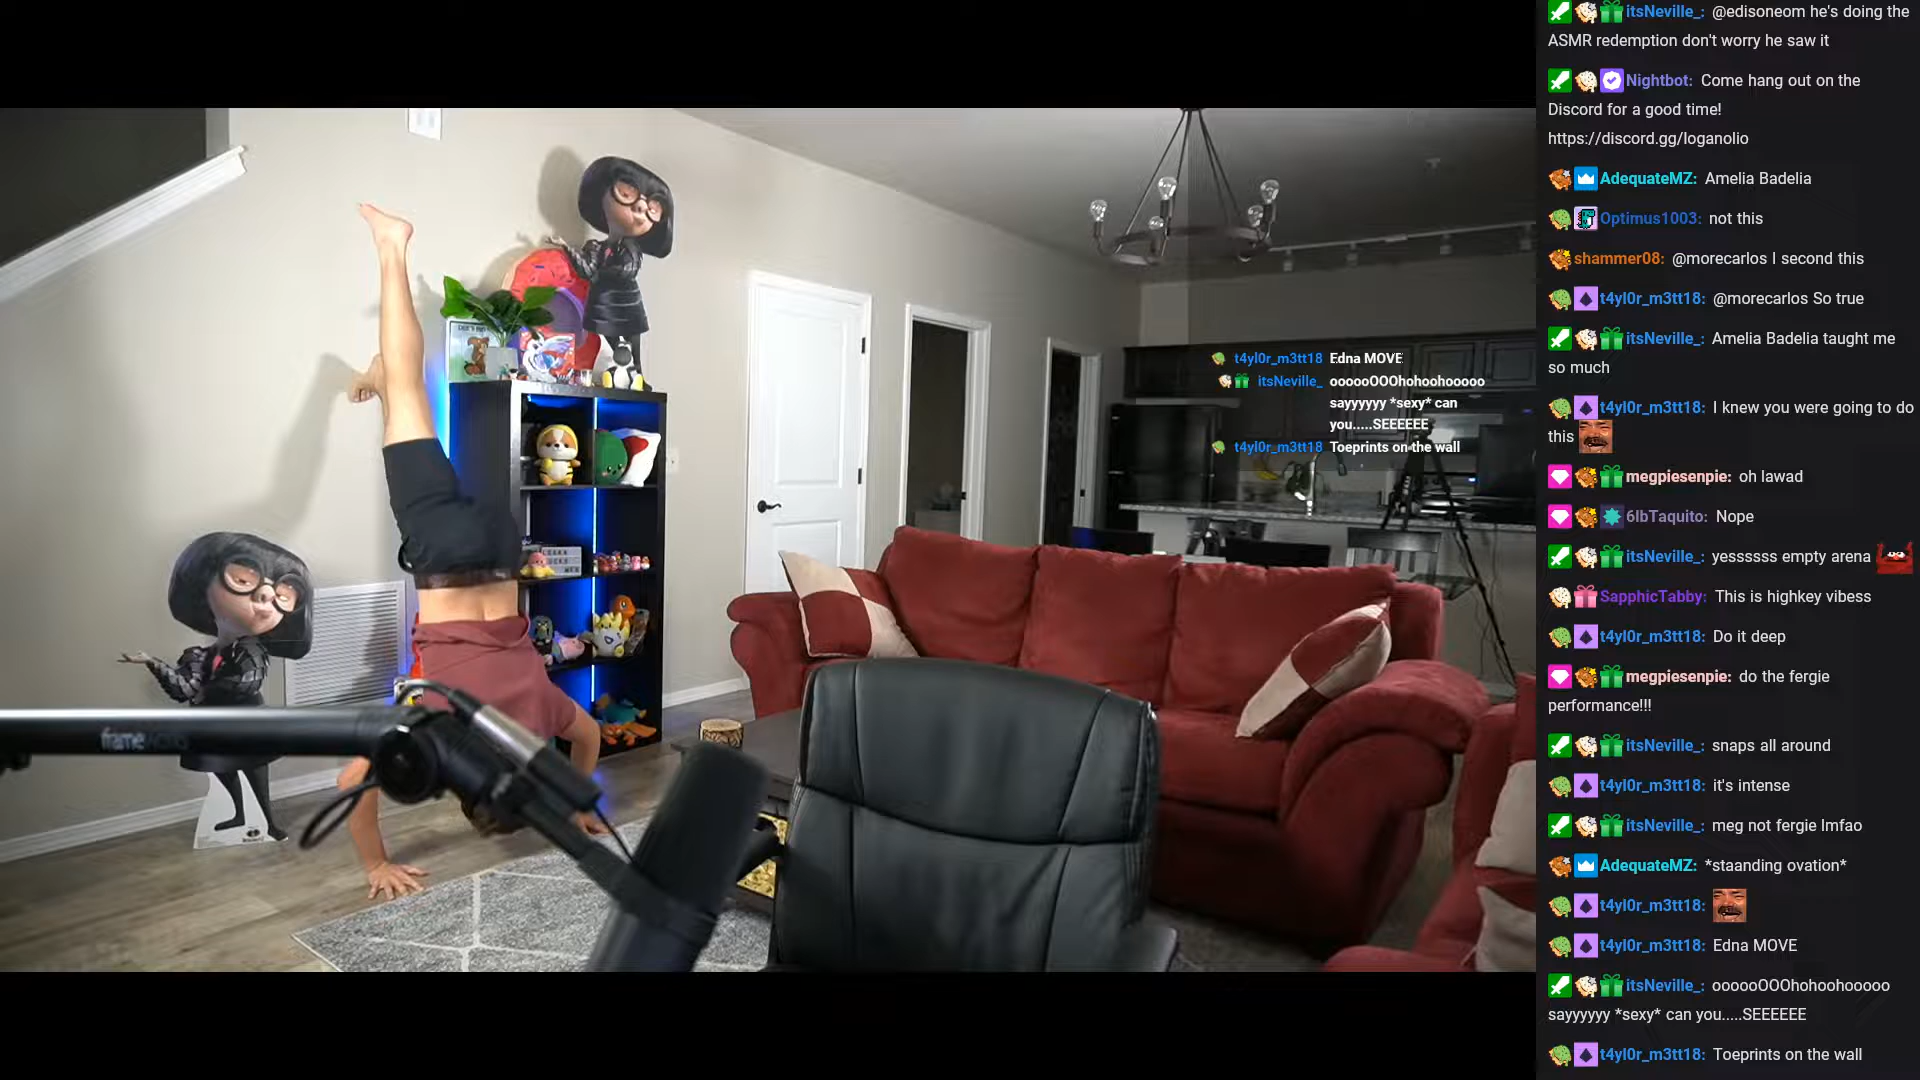 t4yl0r_m3tt18 Edna MOVE
itsNeville_ oooooOOOhohoohooooo
sayyyyyy *sexy* can
you.....SEEEEEE
t4yl0r_m3tt18 Toeprints on the wall
frame
itsNeville_: @edisoneom he's doing the
ASMR redemption don't worry he saw it
Nightbot: Come hang out on the
Discord for a good time!
https://discord.gg/loganolio
AdequateMZ: Amelia Badelia
Optimus1003: not this
shammer08: @morecarlos I second this
t4yl0r_m3tt18: @morecarlos So true
itsNeville_: Amelia Badelia taught me
so much
t4yl0r_m3tt18: I knew you were going to do
this
megpiesenpie: oh lawad
6lbTaquito: Nope
itsNeville_: yessssss empty arena
SapphicTabby: This is highkey vibess
t4yl0r_m3tt18: Do it deep
megpiesenpie: do the fergie
performance!!!
itsNeville_: snaps all around
t4yl0r_m3tt18: it's intense
itsNeville_: meg not fergie lmfao
AdequateMZ: *staanding ovation*
t4yl0r_m3tt18:
t4yl0r_m3tt18: Edna MOVE
itsNeville_: oooooOOOhohoohooooo
sayyyyyy *sexy* can you.....SEEEEEE
t4yl0r_m3tt18: Toeprints on the wall